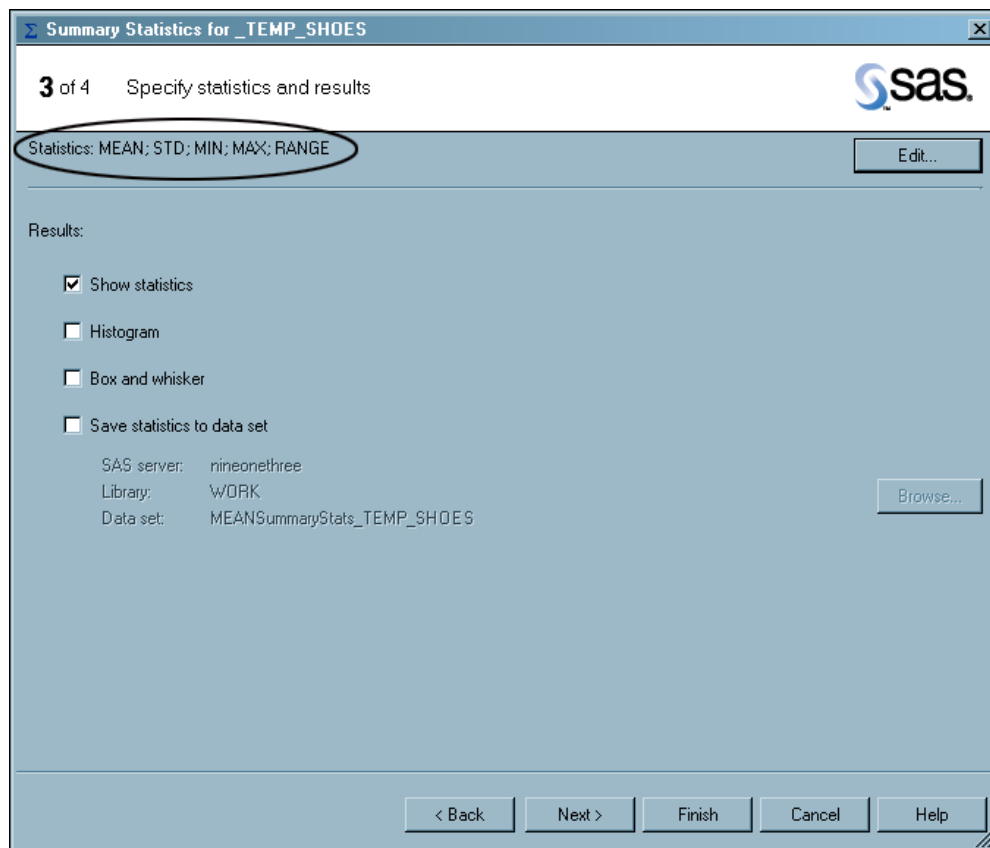 Summary Statistics for _TEMP_SHOES
3 of 4 Specify statistics and results
sas.
TM
Statistics: MEAN; STD; MIN; MAX; RANGE
Edit...
Results:
Show statistics
Histogram
Box and whisker
Save statistics to data set
SAS server: nineonethree
Library: WORK
Browse...
Data set: MEANSummaryStats_TEMP_SHOES
< Back Next > Finish Cancel Help